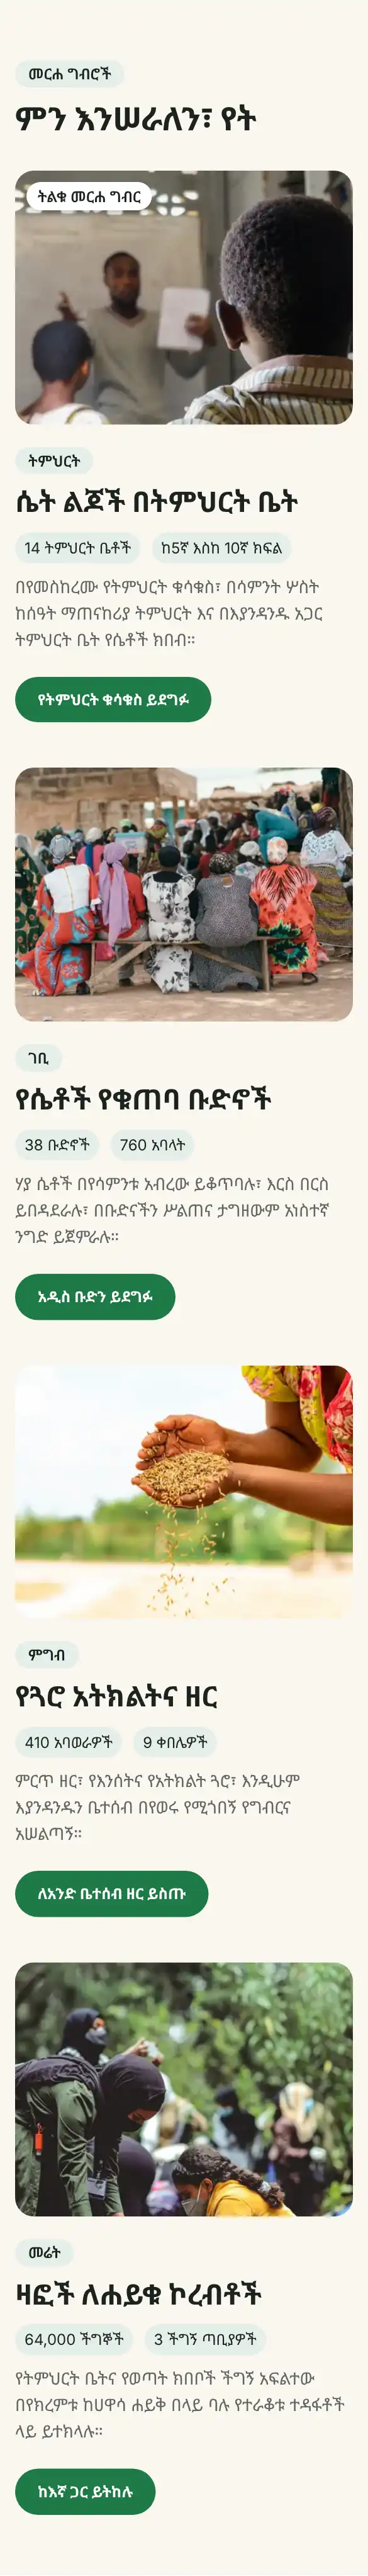 መርሐ ግብሮች
ምን እንሠራለን፣ የት
ትልቁ መርሐ ግብር
ትምህርት
ሴት ልጆች በትምህርት ቤት
14 ትምህርት ቤቶች
ከ5ኛ እስከ 10ኛ ክፍል
በየመስከረሙ የትምህርት ቁሳቁስ፣ በሳምንት ሦስት
ከሰዓት ማጠናከሪያ ትምህርት እና በእያንዳንዱ አጋር
ትምህርት ቤት የሴቶች ክበብ።
የትምህርት ቁሳቁስ ይደግፉ
ገቢ
የሴቶች የቁጠባ ቡድኖች
38 ቡድኖች
760 አባላት
ሃያ ሴቶች በየሳምንቱ አብረው ይቆጥባሉ፣ እርስ በርስ
ይበዳደራሉ፣ በቡድናችን ሥልጠና ታግዘውም አነስተኛ
ንግድ ይጀምራሉ።
አዲስ ቡድን ይደግፉ
ምግብ
የጓሮ አትክልትና ዘር
410 አባወራዎች
9 ቀበሌዎች
ምርጥ ዘር፣ የእንሰትና የአትክልት ጓሮ፣ እንዲሁም
እያንዳንዱን ቤተሰብ በየወሩ የሚጎበኝ የግብርና
አሠልጣኝ።
ለአንድ ቤተሰብ ዘር ይስጡ
መሬት
ዛፎች ለሐይቁ ኮረብቶች
64,000 ችግኞች
3 ችግኝ ጣቢያዎች
የትምህርት ቤትና የወጣት ክበቦች ችግኝ አፍልተው
በየክረምቱ ከሀዋሳ ሐይቅ በላይ ባሉ የተራቆቱ ተዳፋቶች
ላይ ይተክላሉ።
ከእኛ ጋር ይትከሉ